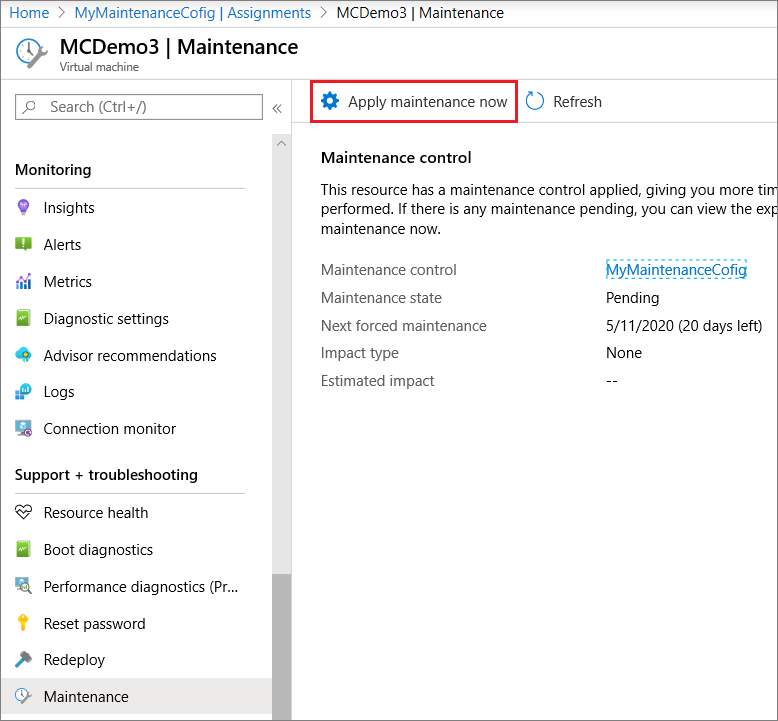 Home > MyMaintenanceCofig | Assignments > MCDemo3 | Maintenance
MCDemo3 | Maintenance
Virtual machine
Search (Ctrl+/)
«
Monitoring
Insights
Alerts
Metrics
Diagnostic settings
Advisor recommendations
Logs
Connection monitor
Support + troubleshooting
Resource health
Boot diagnostics
Performance diagnostics (Pr...
Reset password
Redeploy
Maintenance
Apply maintenance now
Refresh
Maintenance control
This resource has a maintenance control applied, giving you more tim
performed. If there is any maintenance pending, you can view the exp
maintenance now.
Maintenance control MyMaintenanceCofig
Maintenance state Pending
Next forced maintenance 5/11/2020 (20 days left)
Impact type None
Estimated impact --